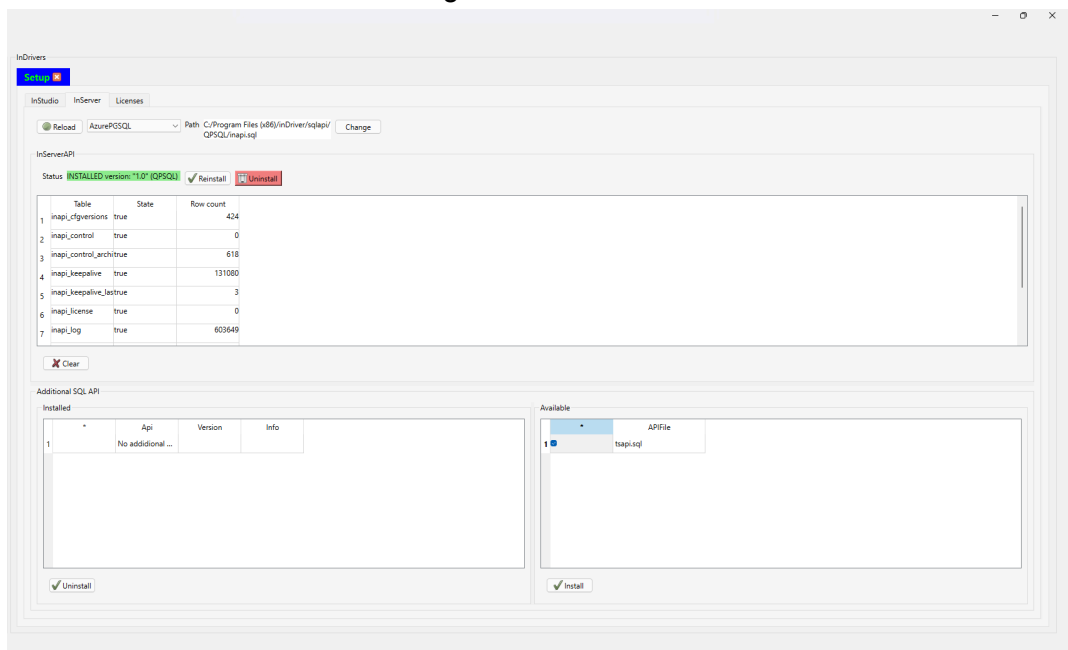 InDrivers
Setup
InStudio InServer Licenses
Reload AzurePGSQL Path C:/Program Files (x86)/inDriver/sqlapi/ Change
QPSQL/inapi.sql
InServerAPI
Status INSTALLED version: "1.0" (QPSQL) Reinstall Uninstall
Table State Row count
1 inapi_cfgversions true 424
2 inapi_control true 0
3 inapi_control_archi true 618
4 inapi_keepalive true 131080
5 inapi_keepalive_las true 3
6 inapi_license true 0
7 inapi_log true 603649
Clear
Additional SQL API
Installed
* Api Version Info
1 No addidional ...
Uninstall
Available
* APIFile
1 tsapi.sql
Install